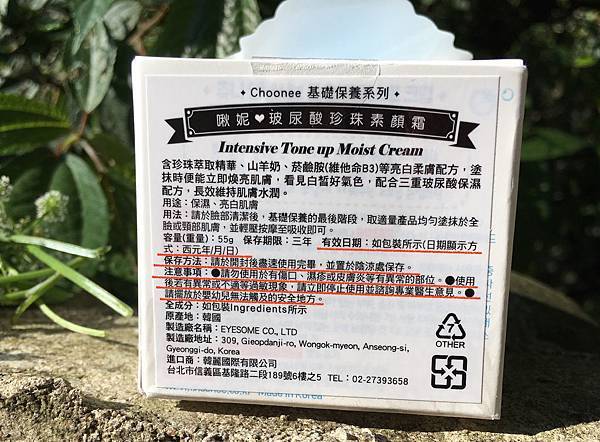 Choonee 基礎保養系列
啾妮♥玻尿酸珍珠素顏霜
Intensive Tone up Moist Cream
含珍珠萃取精華、山羊奶、菸鹼胺(維他命B3)等亮白柔膚配方，塗
抹時便能立即煥亮肌膚，看見白皙好氣色，配合三重玻尿酸保濕
配方，長效維持肌膚水潤。
用途：保濕、亮白肌膚
用法：請於臉部清潔後，基礎保養的最後階段，取適量產品均勻塗抹於全
臉或頸部肌膚，並輕壓按摩至吸收即可。
容量(重量)：55g 保存期限：三年 有效日期：如包裝所示(日期顯示方
式：西元年/月/日)
保存方法：請於開封後盡速使用完畢，並置於陰涼處保存。
注意事項：●請勿使用於有傷口、濕疹或皮膚炎等有異常的部位。●使用
後若有異常或不適等過敏現象，請立即停止使用並諮詢專業醫生意見。●
請擺放於嬰幼兒無法觸及的安全地方。
全成分：如包裝Ingredients所示
原產地：韓國
製造廠名稱：EYESOME CO., LTD
製造廠地址：309, Gieopdanji-ro, Wongok-myeon, Anseong-si,
Gyeonggi-do, Korea
進口商：韓麗國際有限公司
台北市信義區基隆路二段189號6樓之5 TEL：02-27393658
7
OTHER
Made in Korea